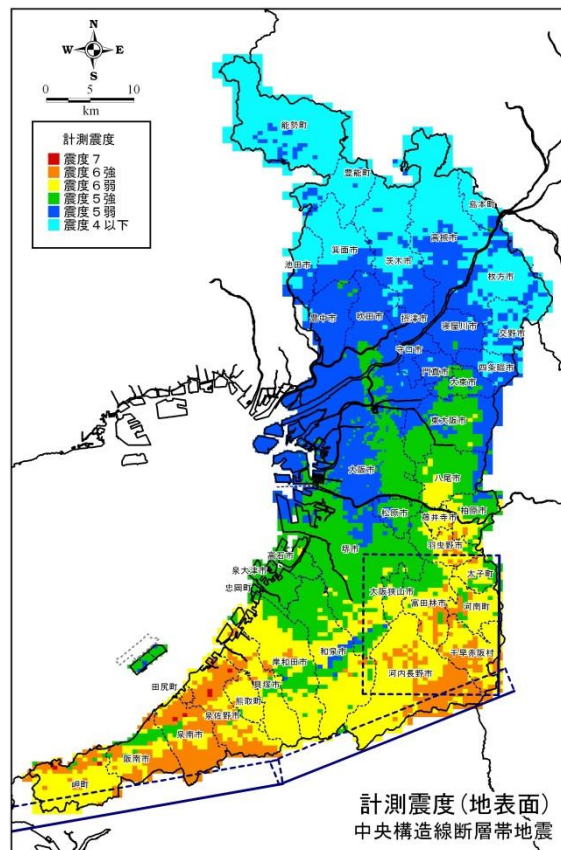 N
W E
S
0 5 10
km
計測震度
震度7
震度6強
震度6弱
震度5強
震度5弱
震度4以下
能勢町
豊能町
島本町
高槻市
箕面市
茨木市
池田市
枚方市
豊中市
吹田市
摂津市
寝屋川市
交野市
守口市
門真市
四条畷市
大東市
東大阪市
大阪市
八尾市
松原市
藤井寺市
柏原市
羽曳野市
堺市
高石市
泉大津市
忠岡町
太子町
大阪狭山市
富田林市
河南町
和泉市
岸和田市
千早赤阪村
河内長野市
貝塚市
熊取町
田尻町
泉佐野市
泉南市
阪南市
岬町
計測震度(地表面)
中央構造線断層帯地震